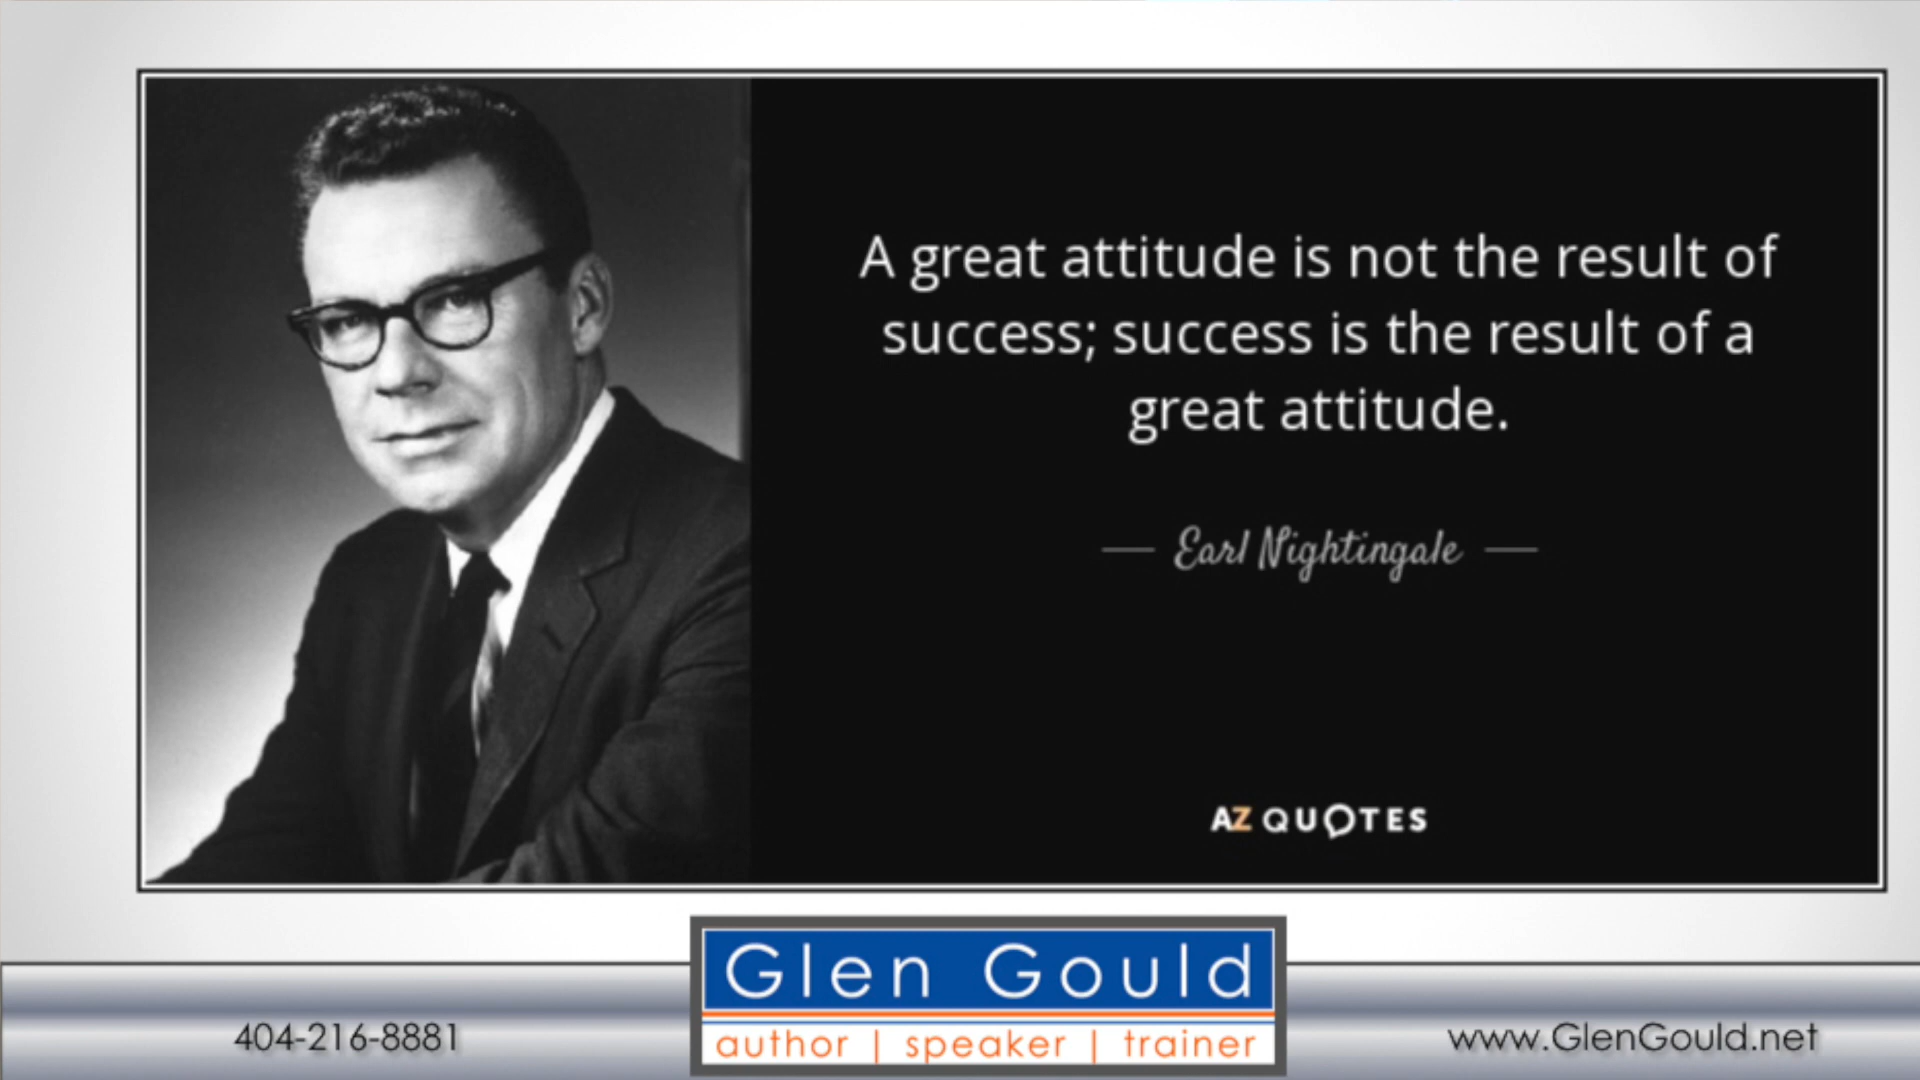 A great attitude is not the result of
success; success is the result of a
great attitude.
— Earl Nightingale —
AZ QUOTES
Glen Gould
author | speaker | trainer
404-216-8881
www.GlenGould.net